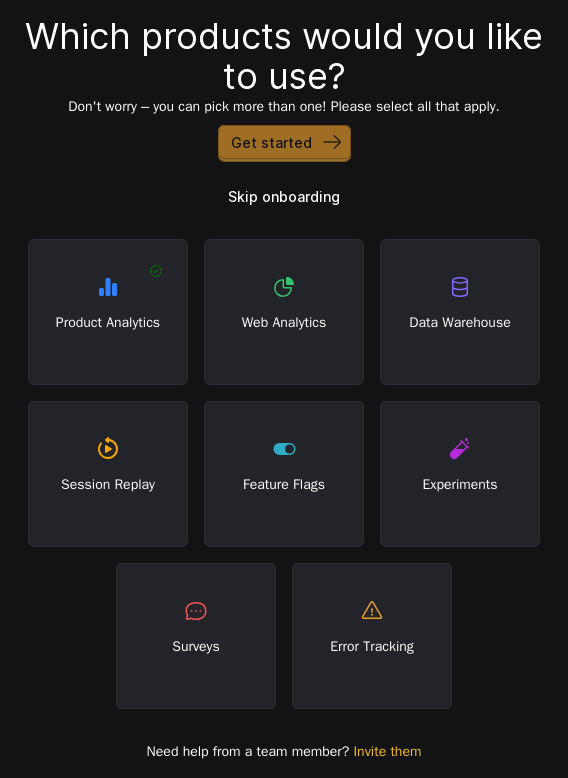 Which products would you like
to use?
Don't worry – you can pick more than one! Please select all that apply.
Get started
Skip onboarding
Product Analytics
Web Analytics
Data Warehouse
Session Replay
Feature Flags
Experiments
Surveys
Error Tracking
Need help from a team member? Invite them